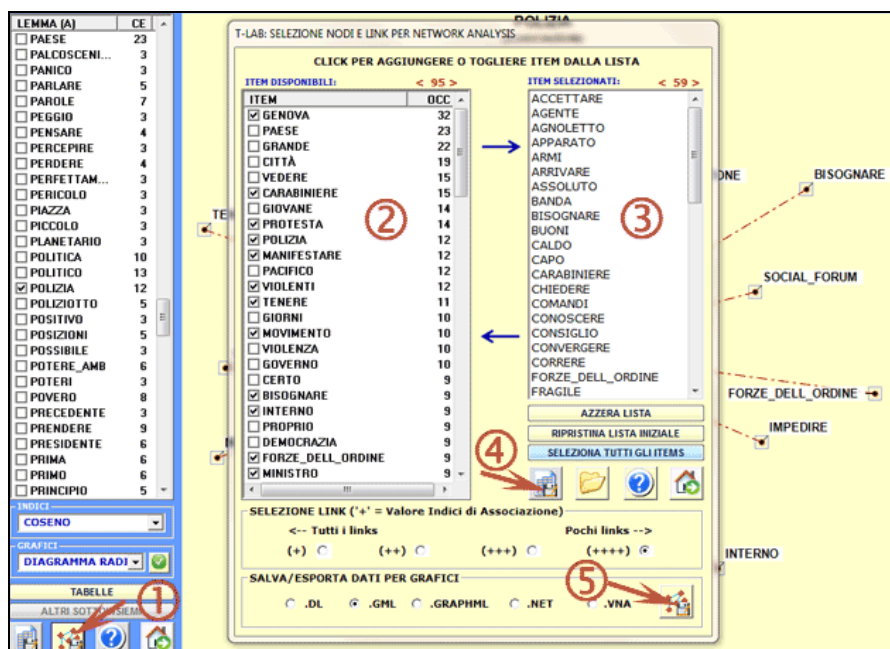 LEMMA (A) CE
PAESE 23
PALCOSCENI... 3
PANICO 3
PARLARE 5
PAROLE 7
PEGGIO 3
PENSARE 4
PERCEPIRE 3
PERDERE 4
PERFETTAM... 3
PERICOLO 3
PIAZZA 3
PICCOLO 3
PLANETARIO 3
POLITICA 10
POLITICO 13
POLIZIA 12
POLIZIOTTO 5
POSITIVO 3
POSIZIONI 5
POSSIBILE 3
POTERE_AMB 6
POTERI 3
POVERO 8
PRECEDENTE 3
PRENDERE 9
PRESIDENTE 6
PRIMA 6
PRIMO 6
PRINCIPIO 5
INDICI
COSENO
GRAFICI
DIAGRAMMA RADI
TABELLE
ALTRI SOTTOINSIEMI
1
POLIZIA
T-LAB: SELEZIONE NODI E LINK PER NETWORK ANALYSIS
CLICK PER AGGIUNGERE O TOGLIERE ITEM DALLA LISTA
ITEM DISPONIBILI: < 95 >
ITEM OCC
GENOVA 32
PAESE 23
GRANDE 22
CITTÀ 19
VEDERE 15
CARABINIERE 15
GIOVANE 14
PROTESTA 14
POLIZIA 12
MANIFESTARE 12
PACIFICO 12
VIOLENTI 12
TENERE 11
GIORNI 10
MOVIMENTO 10
VIOLENZA 10
GOVERNO 10
CERTO 9
BISOGNARE 9
INTERNO 9
PROPRIO 9
DEMOCRAZIA 9
FORZE_DELL_ORDINE 9
MINISTRO 9
2
ITEM SELEZIONATI: < 59 >
ACCETTARE
AGENTE
AGNOLETTO
APPARATO
ARMI
ARRIVARE
ASSOLUTO
BANDA
BISOGNARE
BUONI
CALDO
CAPO
CARABINIERE
CHIEDERE
COMANDI
CONOSCERE
CONSIGLIO
CONVERGERE
CORRERE
FORZE_DELL_ORDINE
FRAGILE
3
AZZERA LISTA
RIPRISTINA LISTA INIZIALE
SELEZIONA TUTTI GLI ITEMS
4
SELEZIONE LINK ('+' = Valore Indici di Associazione)
<-- Tutti i links Pochi links -->
(+) (++) (+++) (++++)
SALVA/ESPORTA DATI PER GRAFICI
.DL .GML .GRAPHML .NET .VNA
5
TE
ONE
BISOGNARE
SOCIAL_FORUM
FORZE_DELL_ORDINE
IMPEDIRE
INTERNO